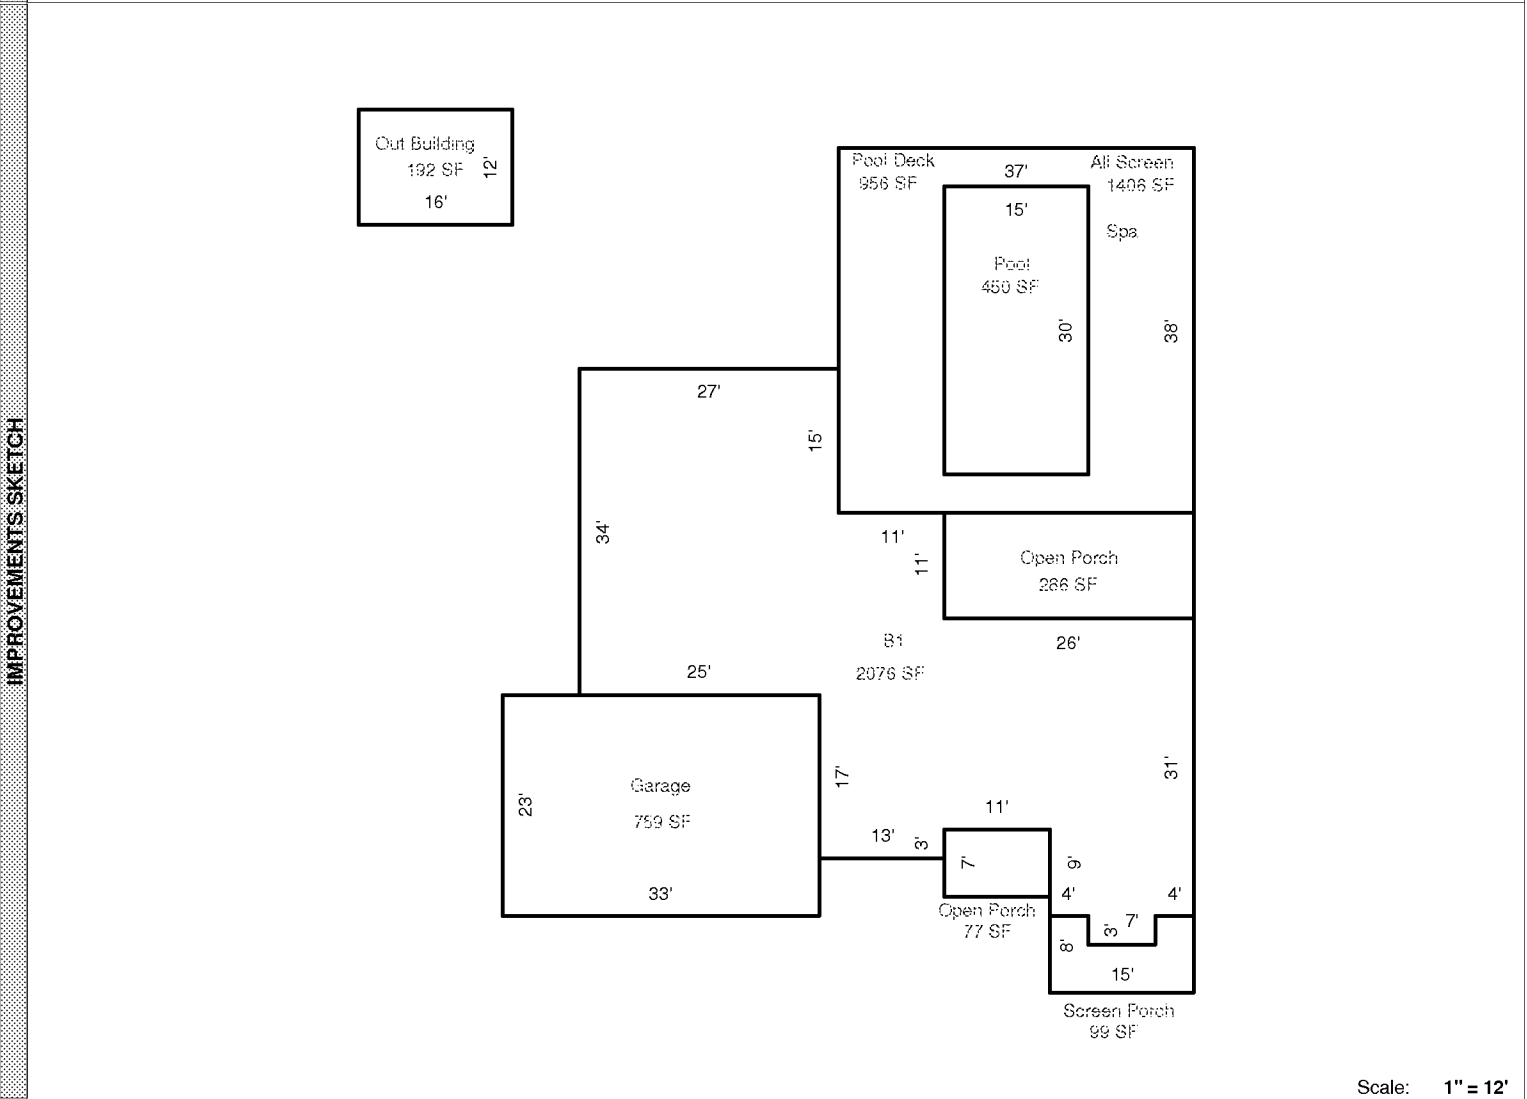 IMPROVEMENTS SKETCH
Out Building
192 SF
12'
16'
Pool Deck
956 SF
37'
All Screen
1406 SF
15'
Spa
Pool
450 SF
30'
38'
27'
15'
34'
11'
11'
Open Porch
286 SF
B1
2076 SF
26'
25'
17'
31'
Garage
759 SF
23'
33'
13'
3'
11'
7'
9'
4'
4'
Open Porch
77 SF
7'
3'
8'
15'
Screen Porch
99 SF
Scale: 1" = 12'